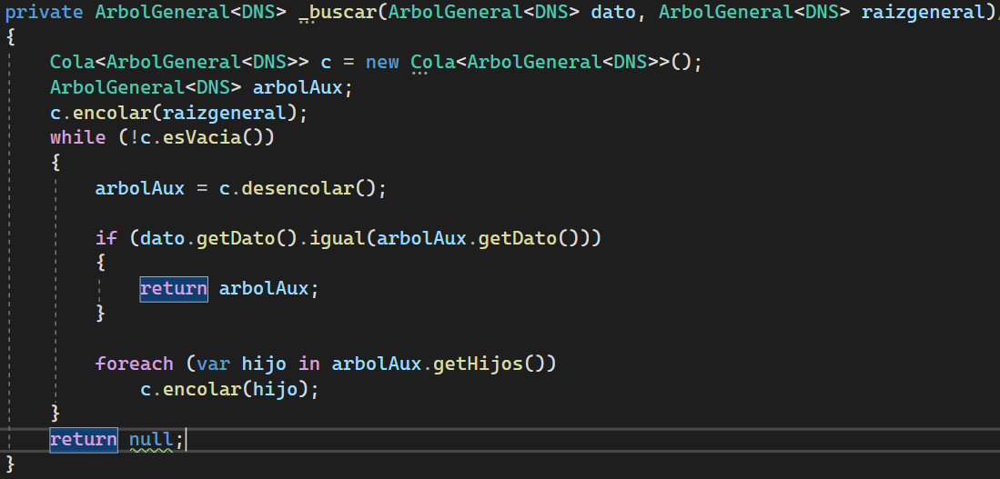 private ArbolGeneral<DNS> _buscar(ArbolGeneral<DNS> dato, ArbolGeneral<DNS> raizgeneral)
{
    Cola<ArbolGeneral<DNS>> c = new Cola<ArbolGeneral<DNS>>();
    ArbolGeneral<DNS> arbolAux;
    c.encolar(raizgeneral);
    while (!c.esVacia())
    {
        arbolAux = c.desencolar();

        if (dato.getDato().igual(arbolAux.getDato()))
        {
            return arbolAux;
        }

        foreach (var hijo in arbolAux.getHijos())
            c.encolar(hijo);
    }
    return null;
}